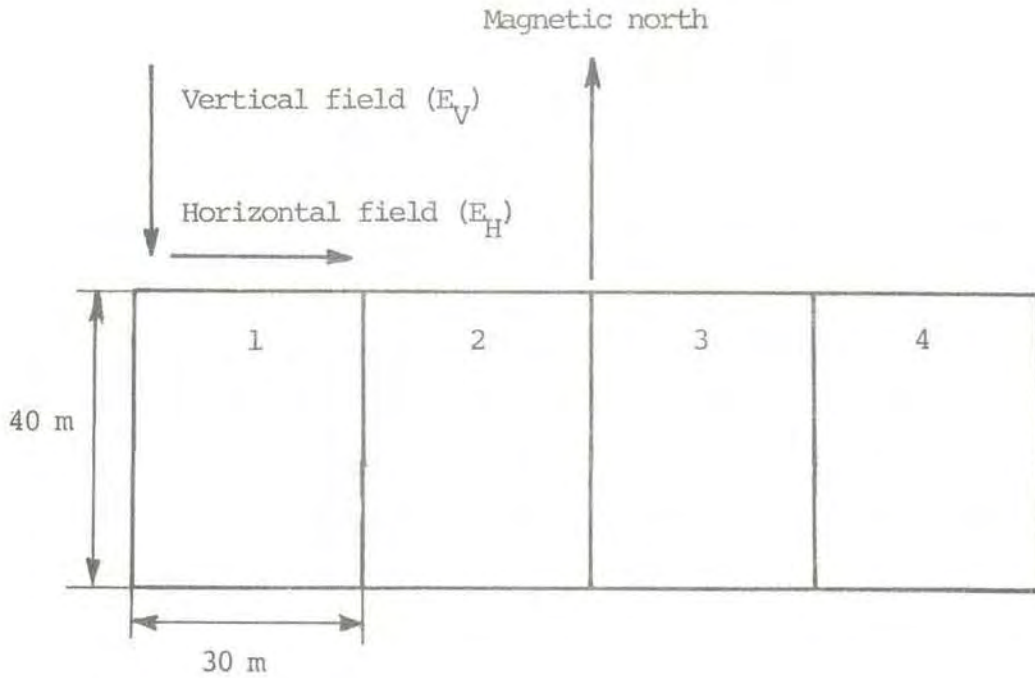 Magnetic north
Vertical field (E_V)
Horizontal field (E_H)
1 2 3 4
40 m
30 m